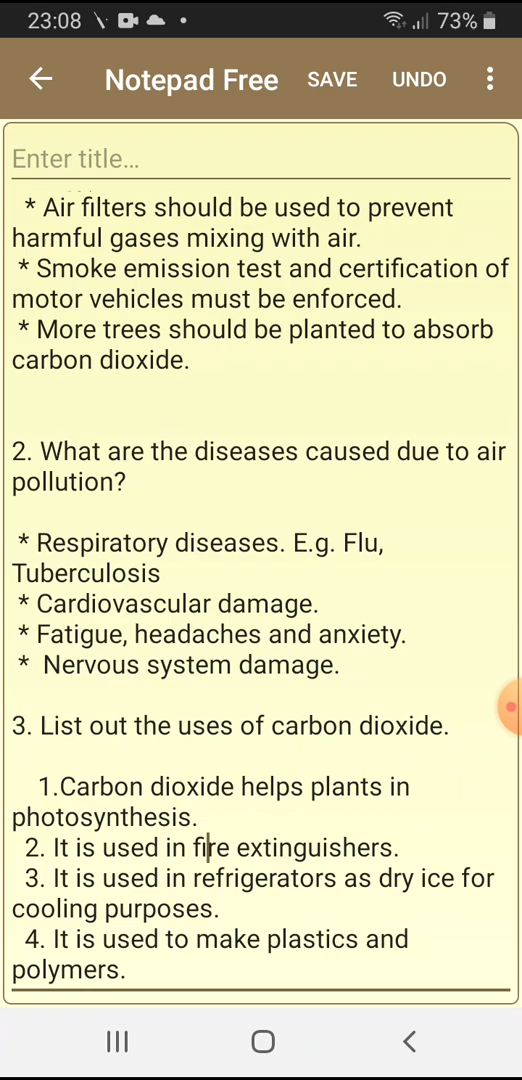 23:08 73%
Notepad Free SAVE UNDO
Enter title...
* Air filters should be used to prevent
harmful gases mixing with air.
* Smoke emission test and certification of
motor vehicles must be enforced.
* More trees should be planted to absorb
carbon dioxide.
2. What are the diseases caused due to air
pollution?
* Respiratory diseases. E.g. Flu,
Tuberculosis
* Cardiovascular damage.
* Fatigue, headaches and anxiety.
* Nervous system damage.
3. List out the uses of carbon dioxide.
1.Carbon dioxide helps plants in
photosynthesis.
2. It is used in fire extinguishers.
3. It is used in refrigerators as dry ice for
cooling purposes.
4. It is used to make plastics and
polymers.